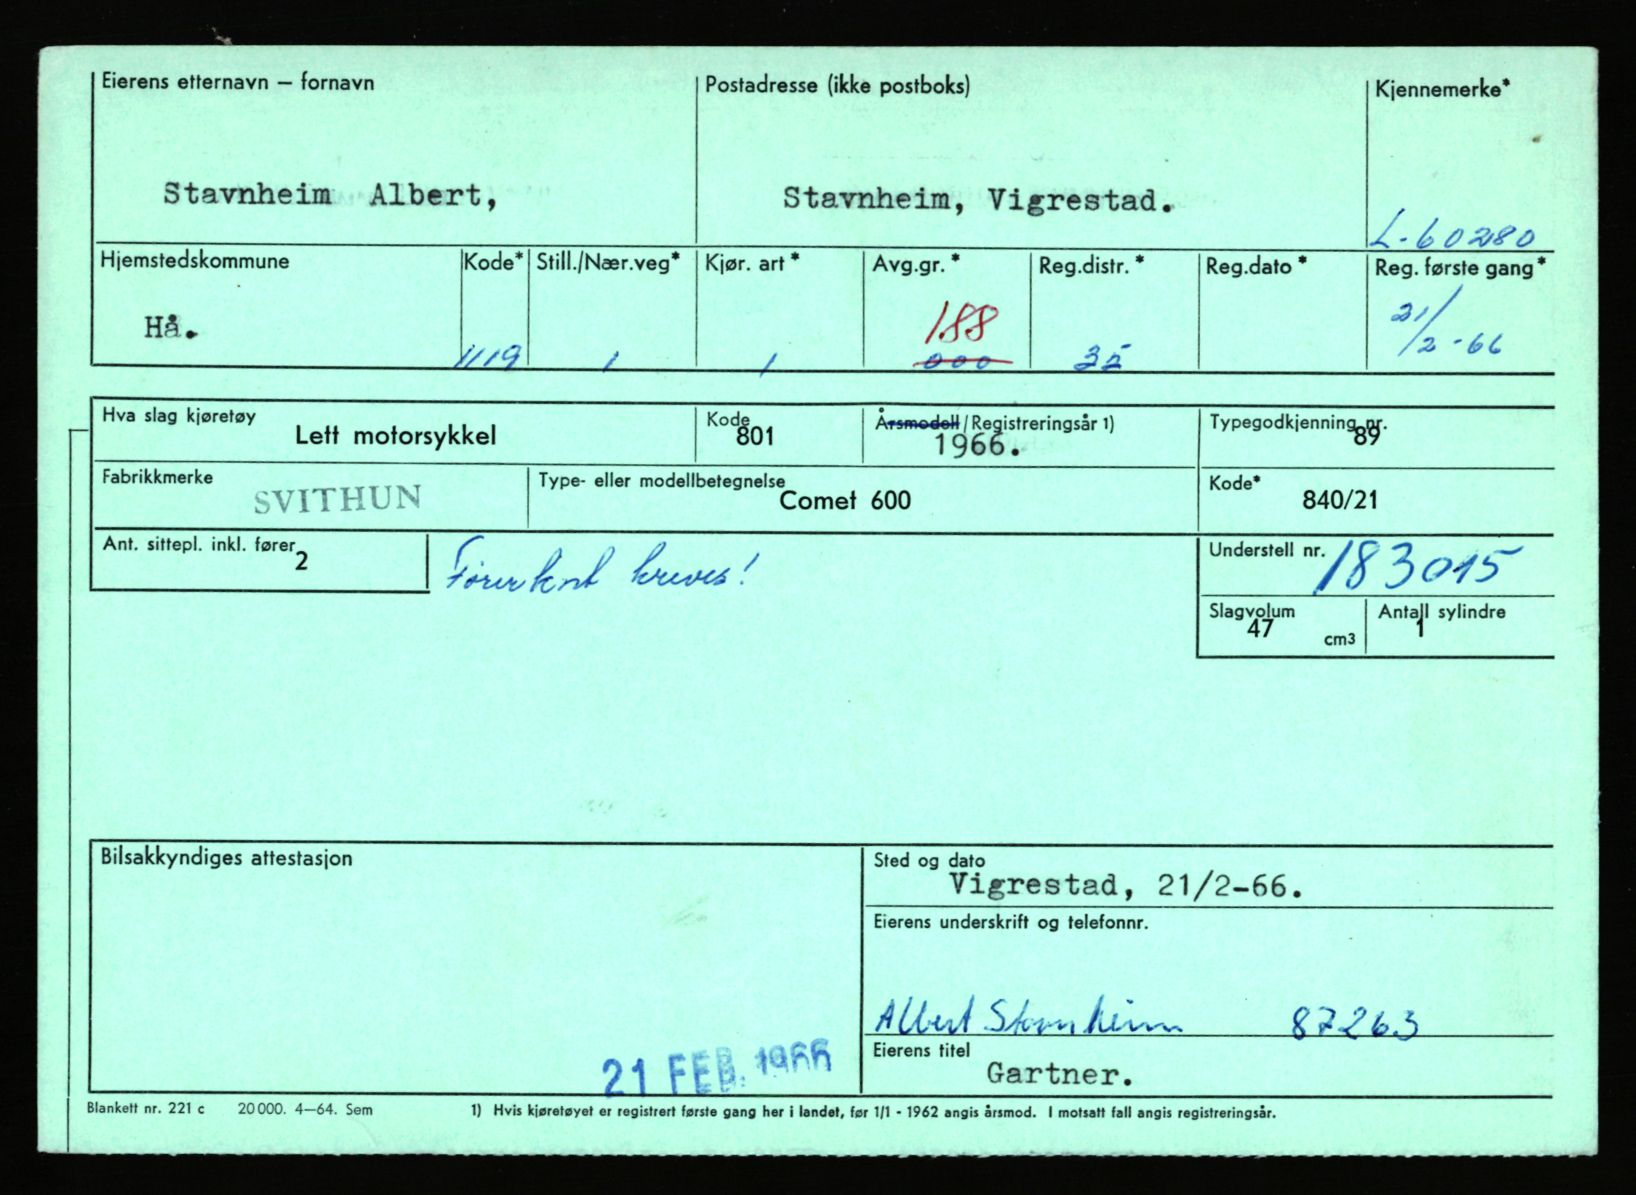 Eierens etternavn — fornavn
Postadresse (ikke postboks)
Kjennemerke*
Stavnheim Albert,
Stavnheim, Vigrestad.
L-60280
Hjemstedskommune
Kode*
Still./Nær.veg*
Kjør. art*
Avg.gr.*
Reg.distr.*
Reg.dato*
Reg. første gang*
Hå.
1119
1
1
188
000
35
21/2-66
Hva slag kjøretøy
Lett motorsykkel
Kode
801
Årsmodell/Registreringsår 1)
1966.
Typegodkjenning nr.
89
Fabrikkmerke
SVITHUN
Type- eller modellbetegnelse
Comet 600
Kode*
840/21
Ant. sittepl. inkl. fører
2
Førerkort kreves!
Understell nr.
183015
Slagvolum
47
cm3
Antall sylindre
1
Bilsakkyndiges attestasjon
21 FEB. 1966
Sted og dato
Vigrestad, 21/2-66.
Eierens underskrift og telefonnr.
Albert Stavnheim 87263
Eierens titel
Gartner.
Blankett nr. 221 c 20 000. 4—64. Sem
1) Hvis kjøretøyet er registrert første gang her i landet, før 1/1 - 1962 angis årsmod. I motsatt fall angis registreringsår.